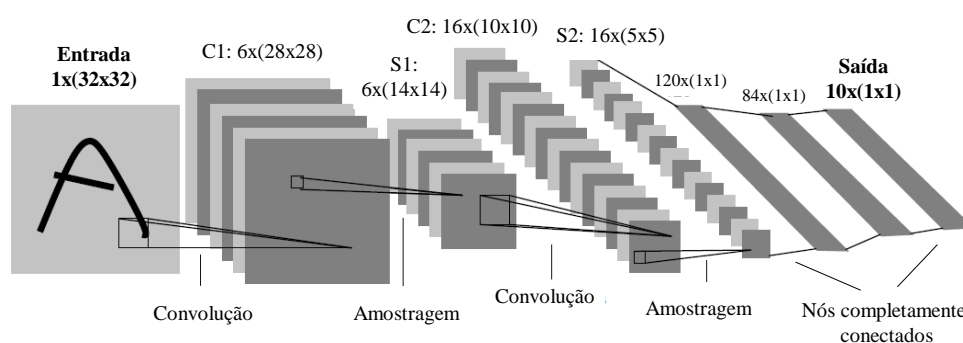 Entrada
1x(32x32)
C1: 6x(28x28)
S1:
6x(14x14)
C2: 16x(10x10)
S2: 16x(5x5)
120x(1x1)
84x(1x1)
Saída
10x(1x1)
Convolução
Amostragem
Convolução
Amostragem
Nós completamente
conectados